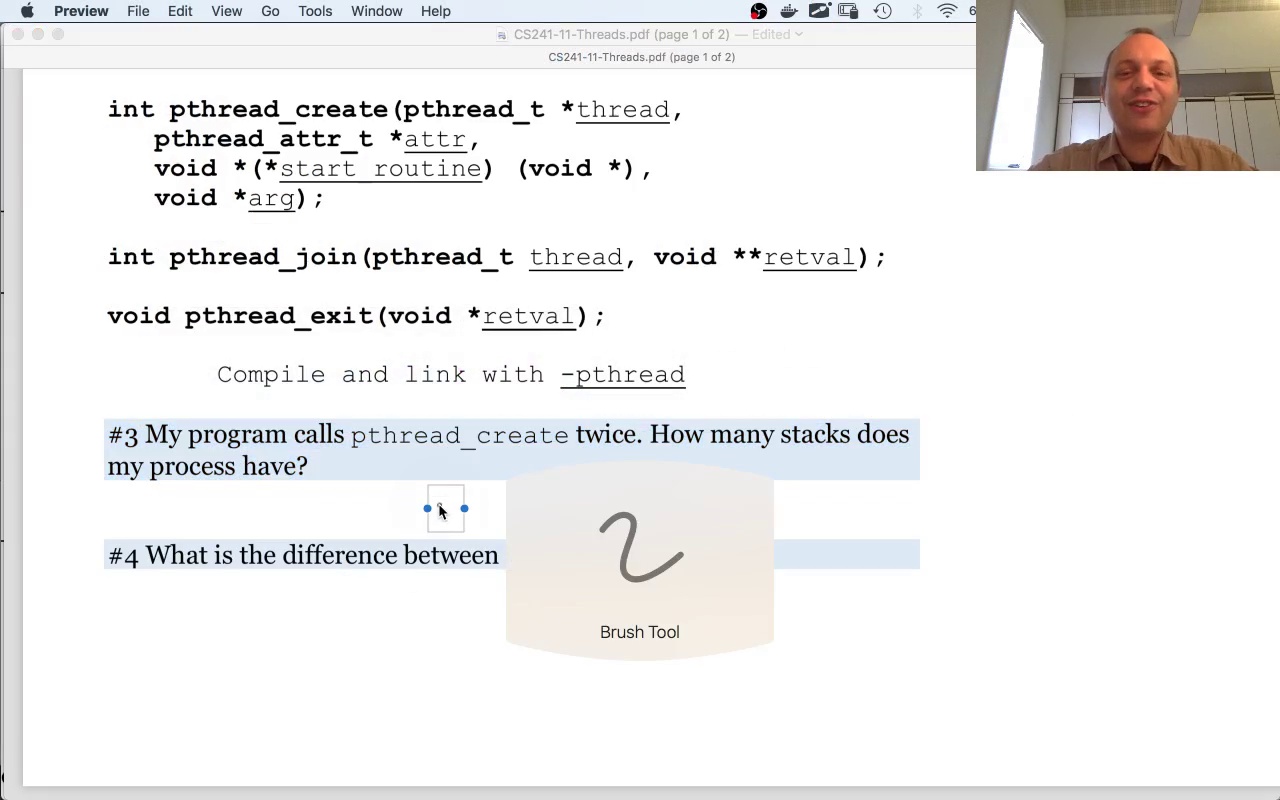 Preview File Edit View Go Tools Window Help 6
CS241-11-Threads.pdf (page 1 of 2) — Edited
CS241-11-Threads.pdf (page 1 of 2)
int pthread_create(pthread_t *thread,
pthread_attr_t *attr,
void *(*start_routine) (void *),
void *arg);
int pthread_join(pthread_t thread, void **retval);
void pthread_exit(void *retval);
Compile and link with -pthread
#3 My program calls pthread_create twice. How many stacks does
my process have?
#4 What is the difference between
Brush Tool